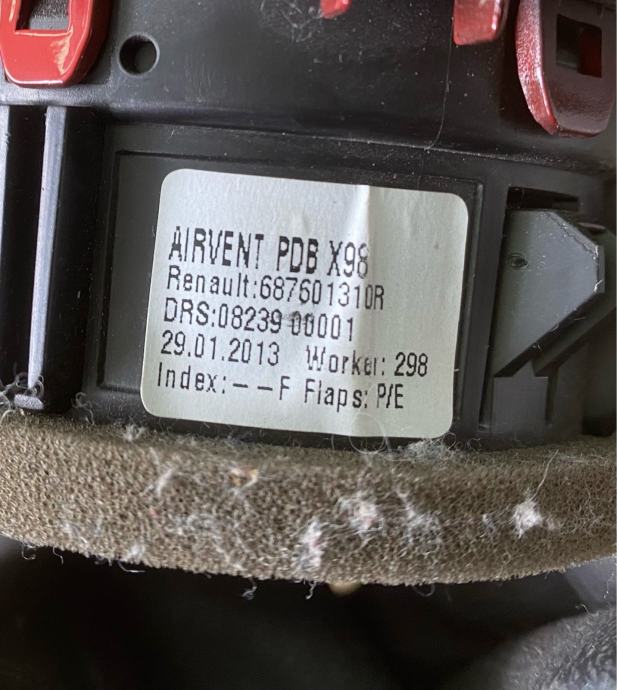 AIRVENT PDB X98
Renault:687601310R
DRS:08239 00001
29.01.2013 Worker: 298
Index:--F Flaps: P/E